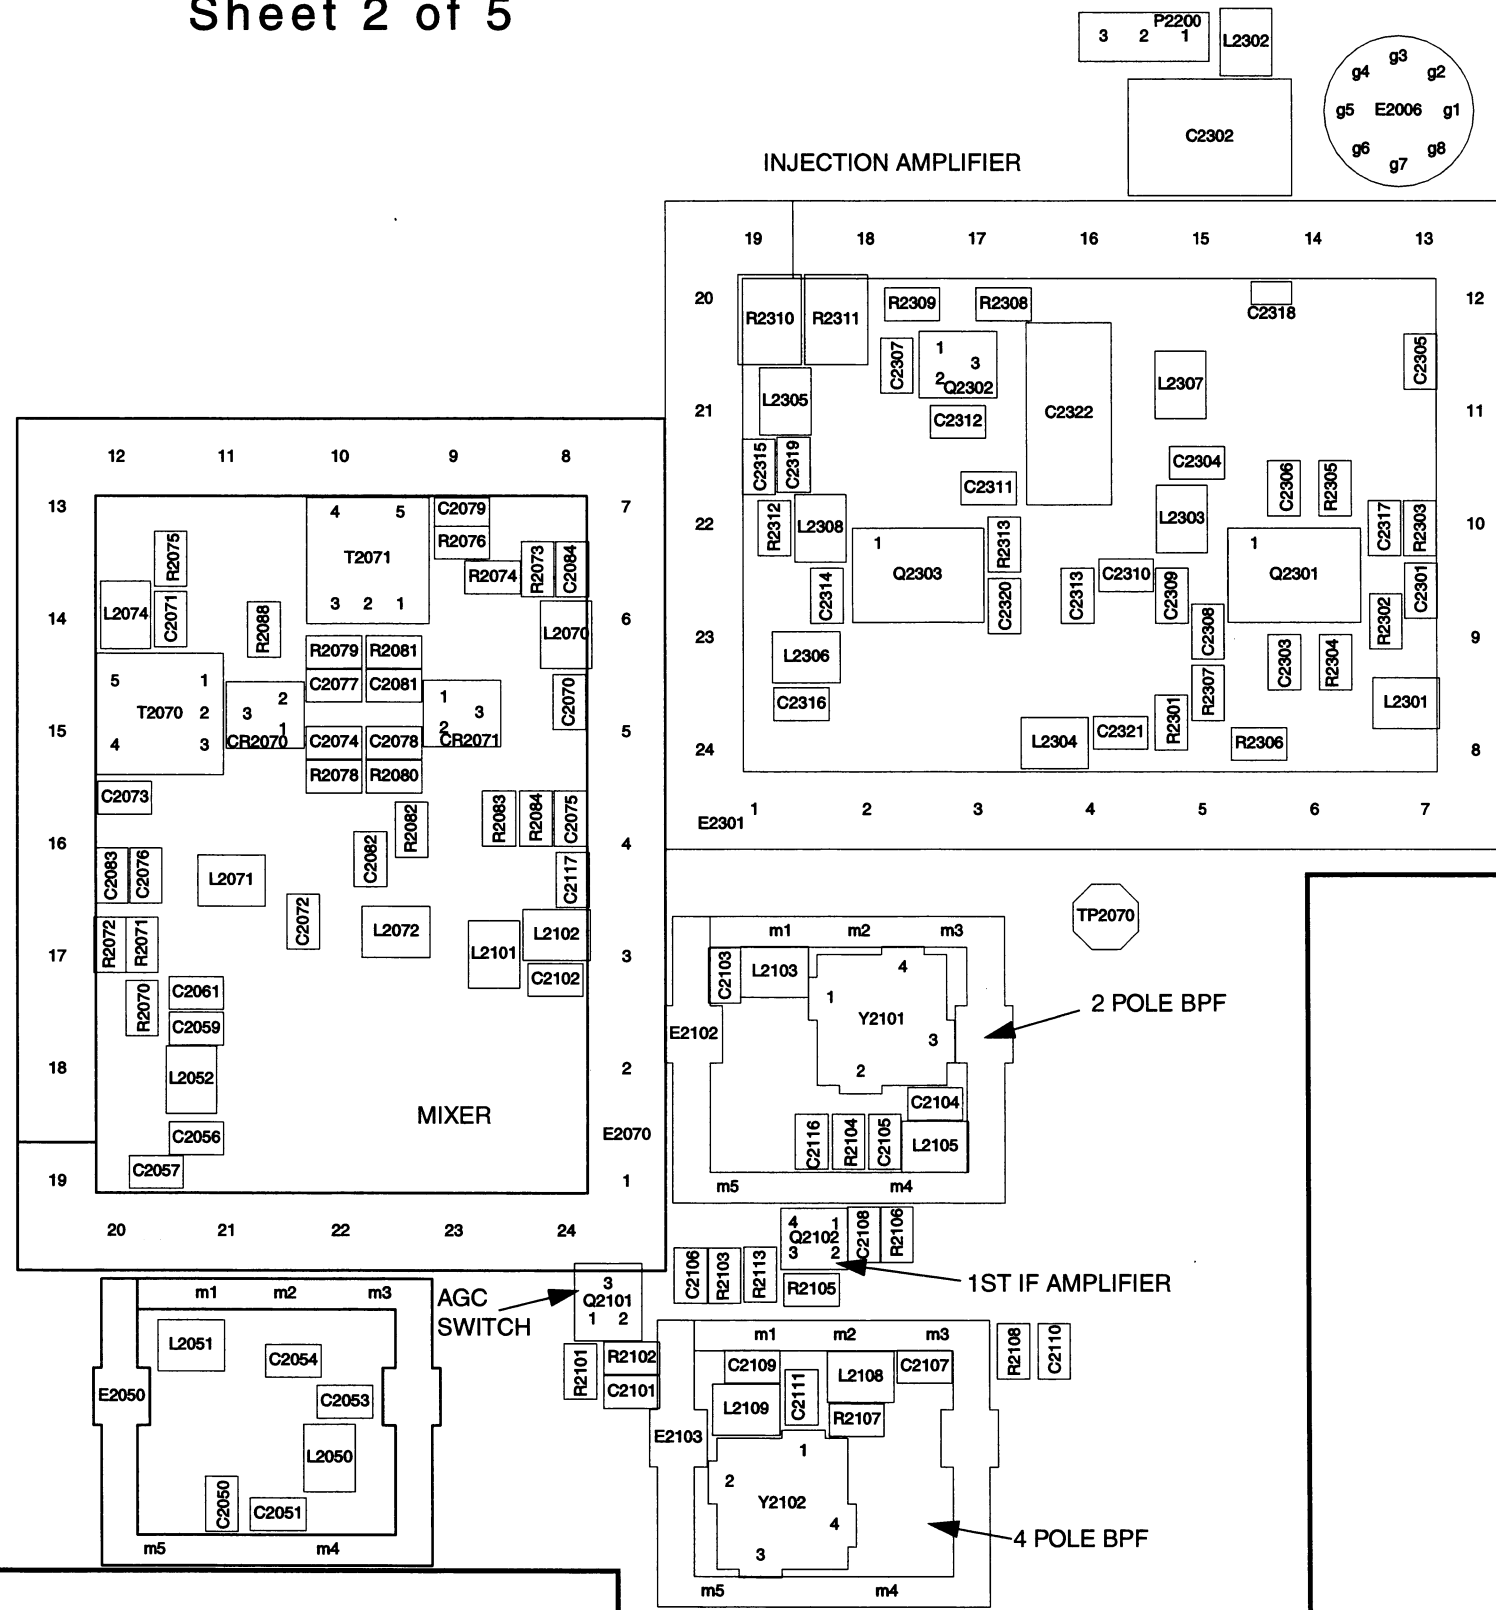 Sheet 2 of 5
P2200
3 2 1
L2302
g3
g4 g2
g5 E2006 g1
g6 g8
g7
C2302
INJECTION AMPLIFIER
19 18 17 16 15 14 13
20 12
R2310 R2311 R2309 R2308
C2318
C2307
1
3
2
Q2302
C2305
L2305
L2307
21 11
C2312
C2322
C2315 C2319
C2304
C2311
C2306 R2305
22 10
R2312 L2308
L2303
C2317 R2303
1
Q2303
R2313
1
Q2301
C2314
C2320
C2313
C2310
C2309
C2301
R2302
C2308
23 9
L2306
C2303 R2304
C2316
R2307
L2301
R2301
24 8
L2304 C2321
R2306
E2301
1 2 3 4 5 6 7
12 11 10 9 8
13 7
4 5
T2071
3 2 1
C2079
R2076
R2075
R2074
R2073 C2084
L2074
C2071
14 6
R2088
L2070
R2079 R2081
C2077 C2081
5 1
T2070 2
4 3
2
3
1
CR2070
1
3
2
CR2071
C2070
15 5
C2074 C2078
R2078 R2080
C2073
R2083 R2084 C2075
R2082
16 4
C2082
C2083 C2076
L2071
C2117
C2072
L2072
R2072 R2071
L2101
L2102
17 3
C2102
R2070
C2061
C2059
18 2
L2052
MIXER
C2056
E2070
C2057
19 1
20 21 22 23 24
TP2070
m1 m2 m3
C2103 L2103
4
1
Y2101
3
2
E2102
2 POLE BPF
C2104
C2116 R2104 C2105 L2105
m5 m4
4 1
Q2102
3 2
C2108 R2106
C2106 R2103 R2113
R2105
1ST IF AMPLIFIER
AGC
SWITCH
3
Q2101
1 2
R2101
R2102
C2101
m1 m2 m3
L2051
C2054
E2050
C2053
L2050
C2050
C2051
m5 m4
m1 m2 m3
R2108 C2110
C2109
L2108
C2107
C2111
L2109
R2107
E2103
1
2
Y2102
4
3
4 POLE BPF
m5 m4